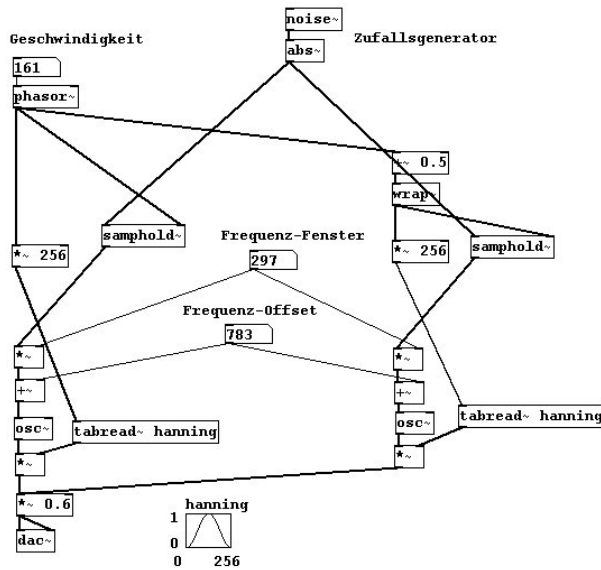 noise~
Geschwindigkeit
Zufallsgenerator
abs~
161
phasor~
+~ 0.5
wrap~
samphold~
Frequenz-Fenster
samphold~
*~ 256
297
*~ 256
Frequenz-Offset
783
*~
*~
+~
+~
osc~
tabread~ hanning
osc~
tabread~ hanning
*~
*~
*~ 0.6
hanning
1
dac~
0
0 256